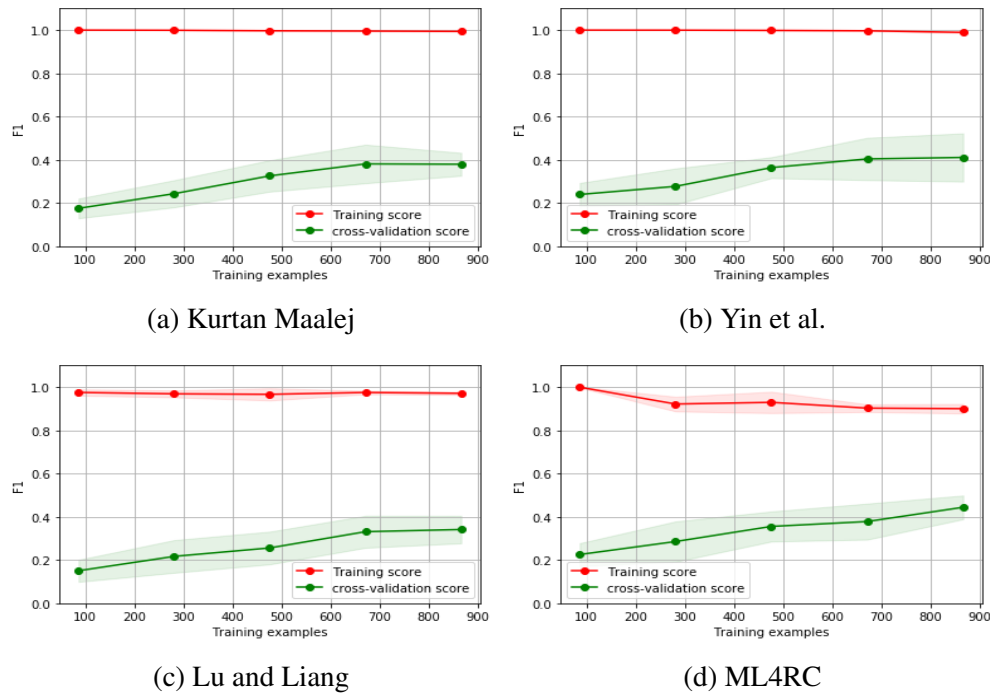 1.0
0.8
0.6
0.4
0.2
0.0
F1
Training score
cross-validation score
100 200 300 400 500 600 700 800 900
Training examples
(a) Kurtan Maalej
1.0
0.8
0.6
0.4
0.2
0.0
F1
Training score
cross-validation score
100 200 300 400 500 600 700 800 900
Training examples
(b) Yin et al.
1.0
0.8
0.6
0.4
0.2
0.0
F1
Training score
cross-validation score
100 200 300 400 500 600 700 800 900
Training examples
(c) Lu and Liang
1.0
0.8
0.6
0.4
0.2
0.0
F1
Training score
cross-validation score
100 200 300 400 500 600 700 800 900
Training examples
(d) ML4RC